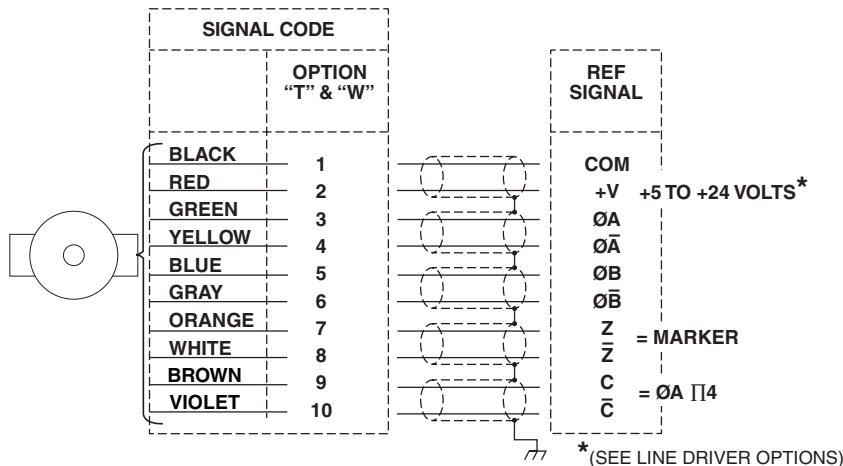 SIGNAL CODE
OPTION
“T” & “W”
REF
SIGNAL
BLACK 1 COM
RED 2 +V +5 TO +24 VOLTS*
GREEN 3 ØA
YELLOW 4 ØA̅
BLUE 5 ØB
GRAY 6 ØB̅
ORANGE 7 Z
= MARKER
WHITE 8 Z̅
BROWN 9 C
= ØA ∏4
VIOLET 10 C̅
*(SEE LINE DRIVER OPTIONS)